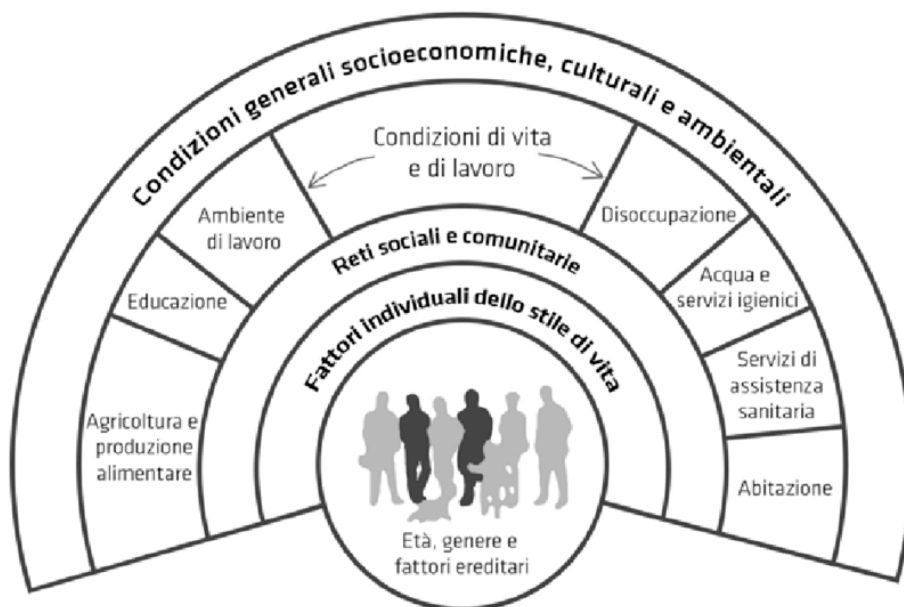 Condizioni generali socioeconomiche, culturali e ambientali
Condizioni di vita
e di lavoro
Agricoltura e
produzione
alimentare
Educazione
Ambiente
di lavoro
Disoccupazione
Acqua e
servizi igienici
Servizi di
assistenza
sanitaria
Abitazione
Reti sociali e comunitarie
Fattori individuali dello stile di vita
Età, genere e
fattori ereditari